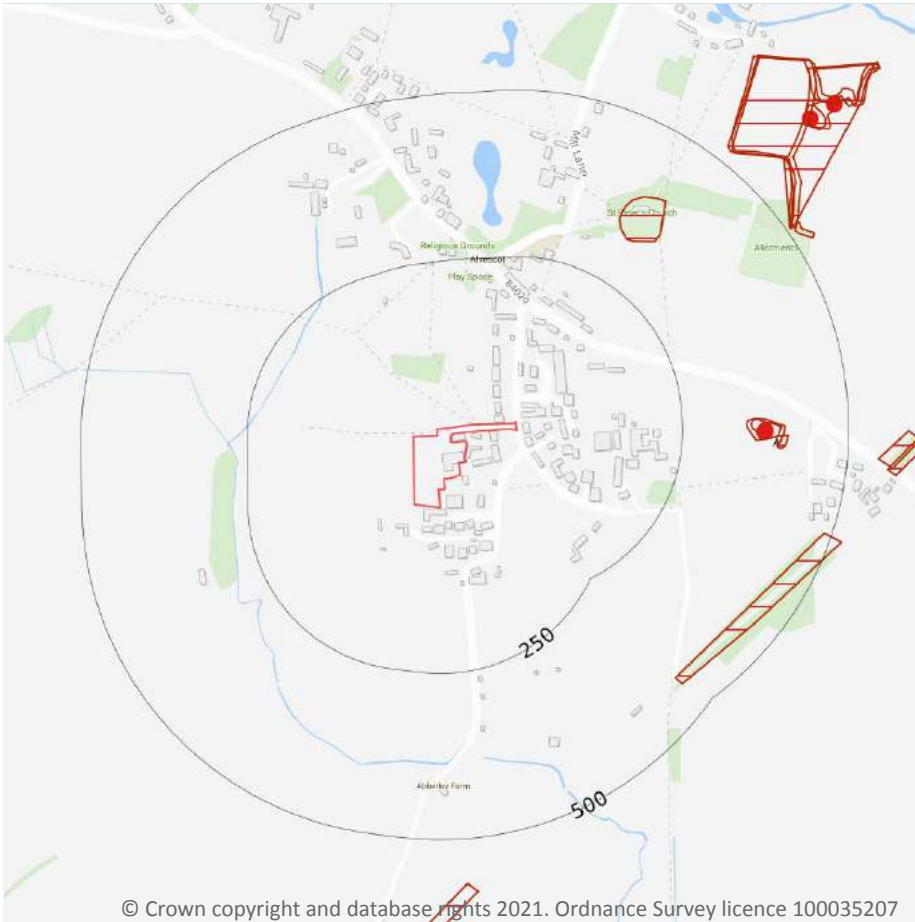 Mill Lane
St Peter's Church
Religious Grounds
Allotments
Alvescot
Play Space
B4020
250
Abberley Farm
500
© Crown copyright and database rights 2021. Ordnance Survey licence 100035207